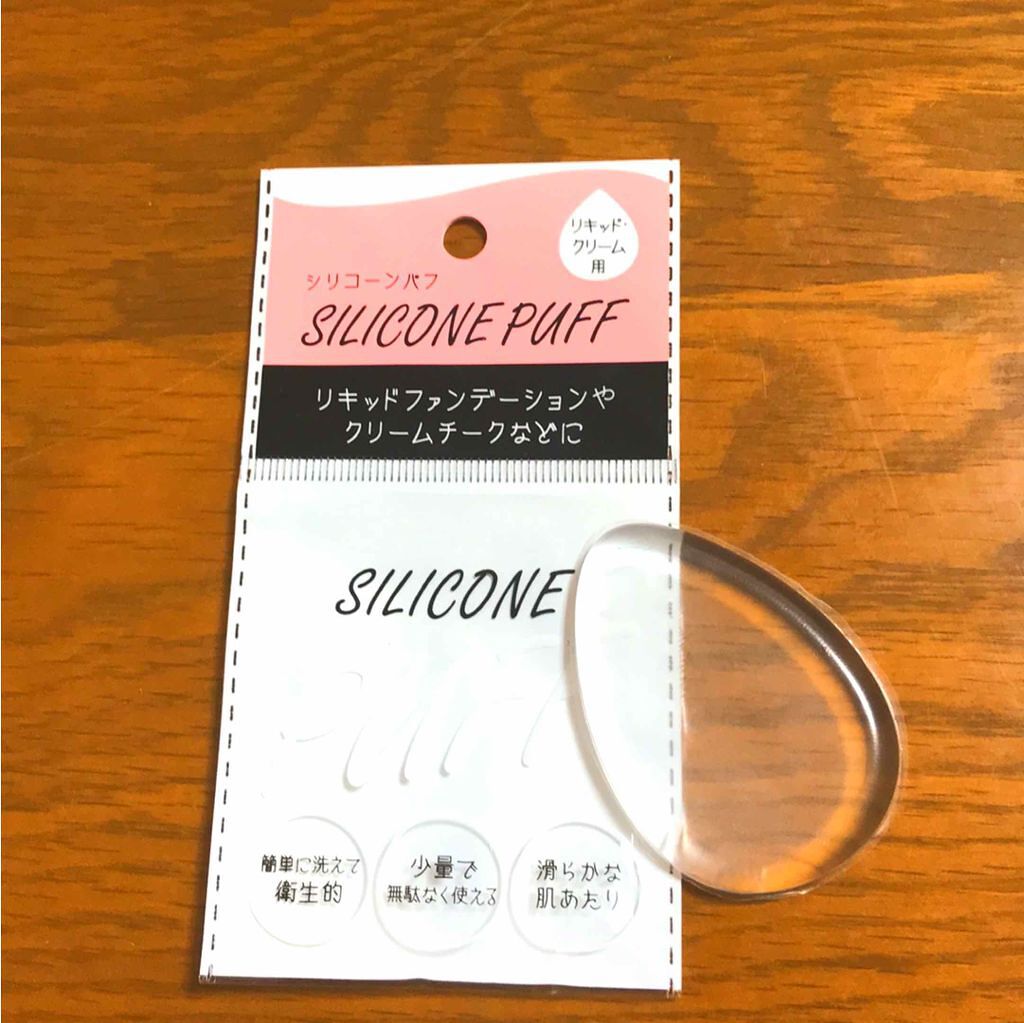 リキッド・
クリーム
用
シリコーンパフ
SILICONE PUFF
リキッドファンデーションや
クリームチークなどに
SILICONE
Puff
簡単に洗えて
衛生的
少量で
無駄なく使える
滑らかな
肌あたり